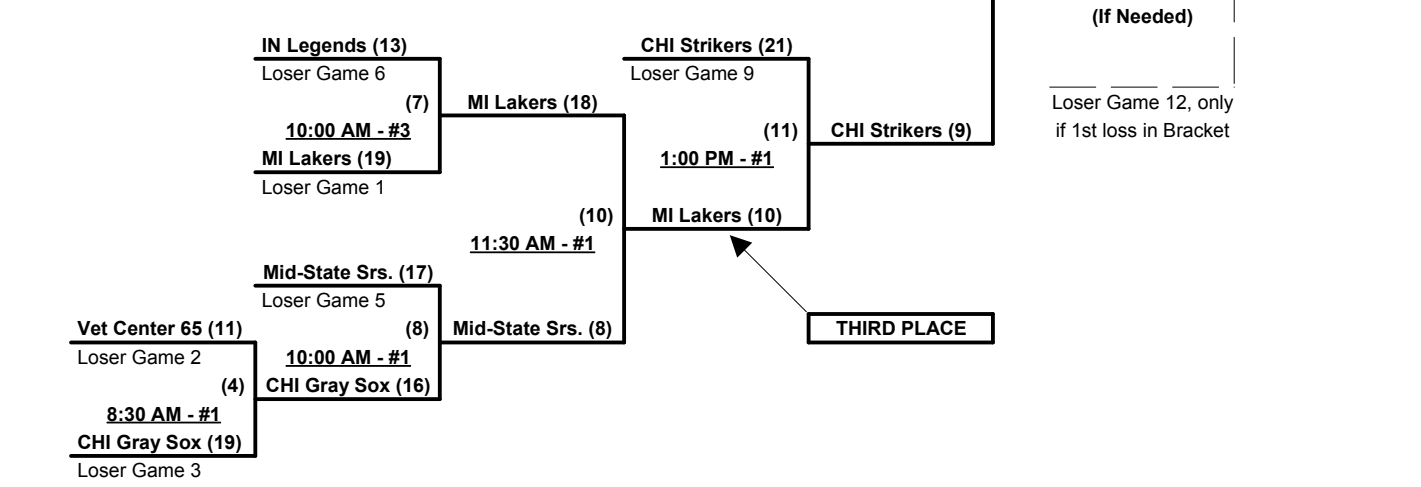 (If Needed)
IN Legends (13)
CHI Strikers (21)
Loser Game 6
Loser Game 9
(7)
MI Lakers (18)
Loser Game 12, only
10:00 AM - #3
(11)
CHI Strikers (9)
if 1st loss in Bracket
MI Lakers (19)
1:00 PM - #1
Loser Game 1
(10)
MI Lakers (10)
11:30 AM - #1
Mid-State Srs. (17)
Loser Game 5
Vet Center 65 (11)
(8)
Mid-State Srs. (8)
THIRD PLACE
Loser Game 2
10:00 AM - #1
(4)
CHI Gray Sox (16)
8:30 AM - #1
CHI Gray Sox (19)
Loser Game 3